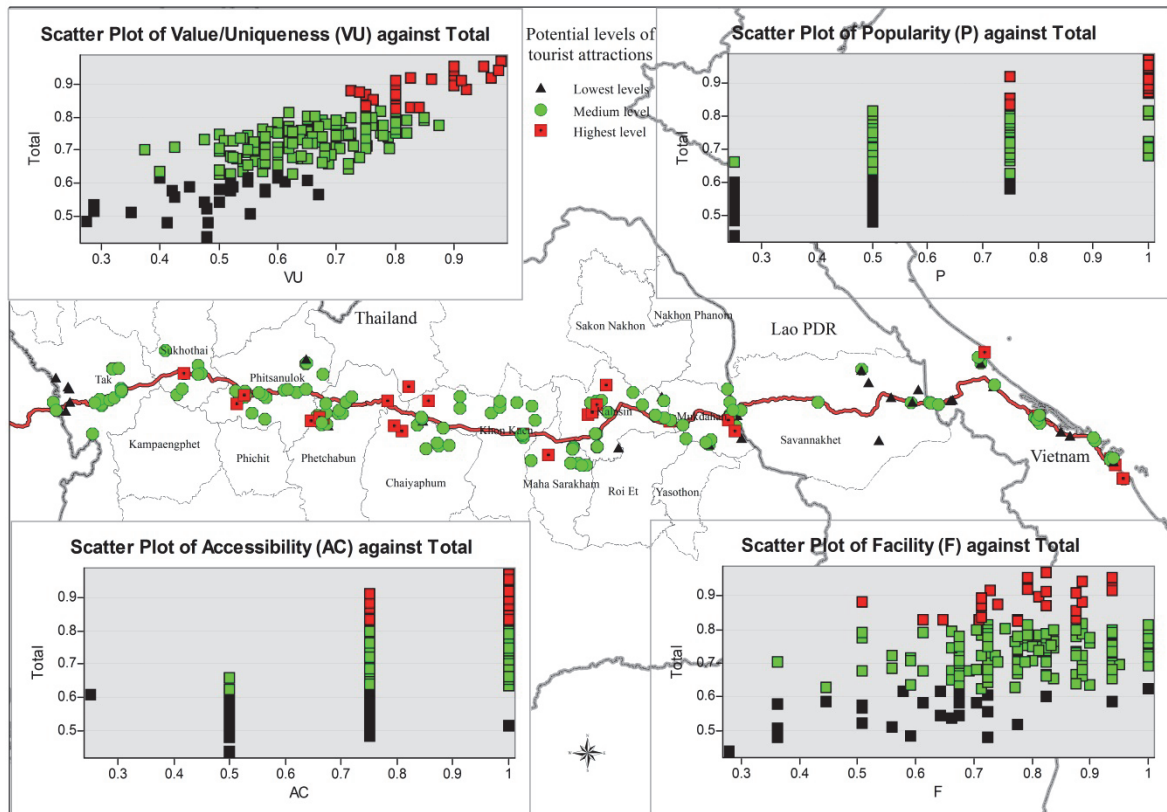 Scatter Plot of Value/Uniqueness (VU) against Total
Total
0.9
0.8
0.7
0.6
0.5
0.3 0.4 0.5 0.6 0.7 0.8 0.9
VU
Potential levels of
tourist attractions
Lowest levels
Medium level
Highest level
Scatter Plot of Popularity (P) against Total
Total
0.9
0.8
0.7
0.6
0.5
0.3 0.4 0.5 0.6 0.7 0.8 0.9 1
P
Thailand
Sakon Nakhon
Nakhon Phanom
Lao PDR
Sukhothai
Tak
Phitsanulok
Kalasin
Mukdahan
Khon Kaen
Kampaengphet
Phichit
Phetchabun
Chaiyaphum
Maha Sarakham
Roi Et
Yasothon
Savannakhet
Vietnam
Scatter Plot of Accessibility (AC) against Total
Total
0.9
0.8
0.7
0.6
0.5
0.3 0.4 0.5 0.6 0.7 0.8 0.9 1
AC
Scatter Plot of Facility (F) against Total
Total
0.9
0.8
0.7
0.6
0.5
0.3 0.4 0.5 0.6 0.7 0.8 0.9 1
F